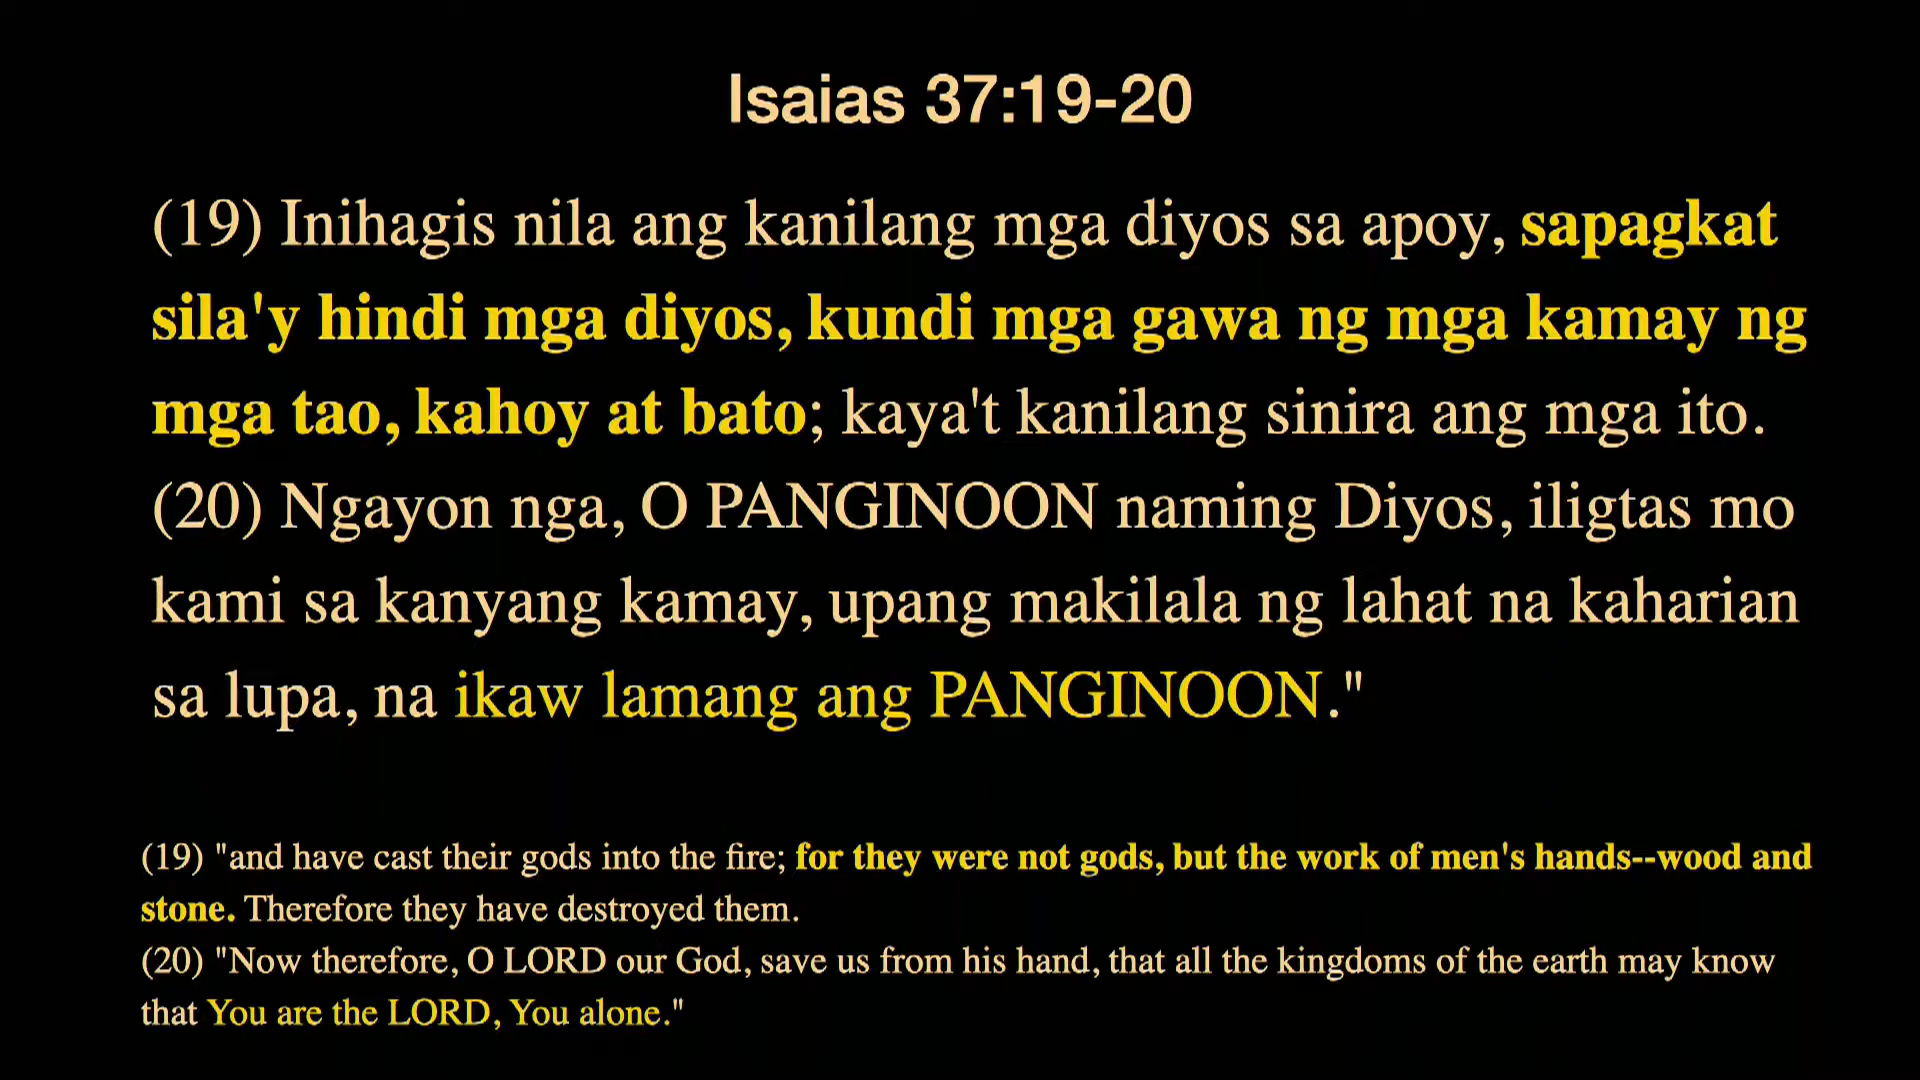 Isaias 37:19-20
(19) Inihagis nila ang kanilang mga diyos sa apoy, sapagkat
sila'y hindi mga diyos, kundi mga gawa ng mga kamay ng
mga tao, kahoy at bato; kaya't kanilang sinira ang mga ito.
(20) Ngayon nga, O PANGINOON naming Diyos, iligtas mo
kami sa kanyang kamay, upang makilala ng lahat na kaharian
sa lupa, na ikaw lamang ang PANGINOON."
(19) "and have cast their gods into the fire; for they were not gods, but the work of men's hands--wood and
stone. Therefore they have destroyed them.
(20) "Now therefore, O LORD our God, save us from his hand, that all the kingdoms of the earth may know
that You are the LORD, You alone."